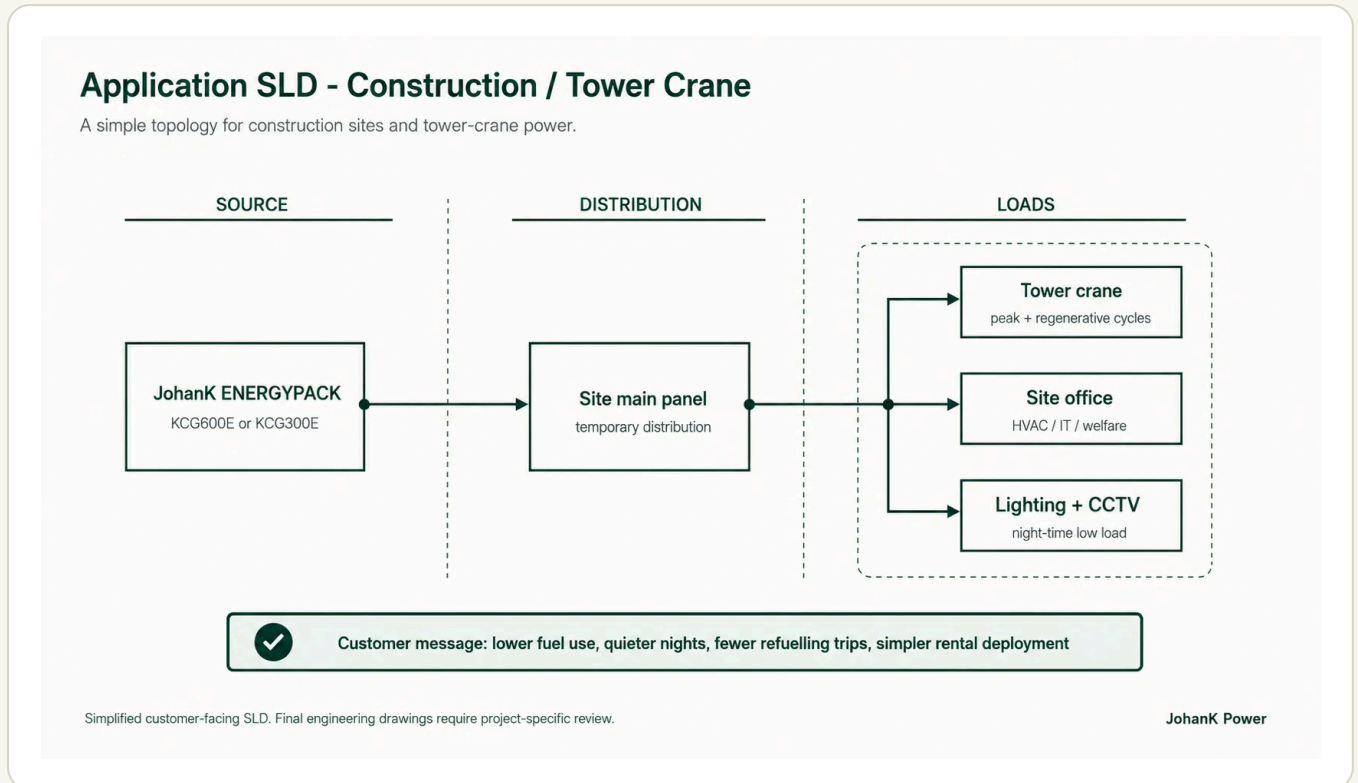 Application SLD - Construction / Tower Crane
A simple topology for construction sites and tower-crane power.
SOURCE
DISTRIBUTION
LOADS
JohanK ENERGYPACK
KCG600E or KCG300E
Site main panel
temporary distribution
Tower crane
peak + regenerative cycles
Site office
HVAC / IT / welfare
Lighting + CCTV
night-time low load
Customer message: lower fuel use, quieter nights, fewer refuelling trips, simpler rental deployment
Simplified customer-facing SLD. Final engineering drawings require project-specific review.
JohanK Power